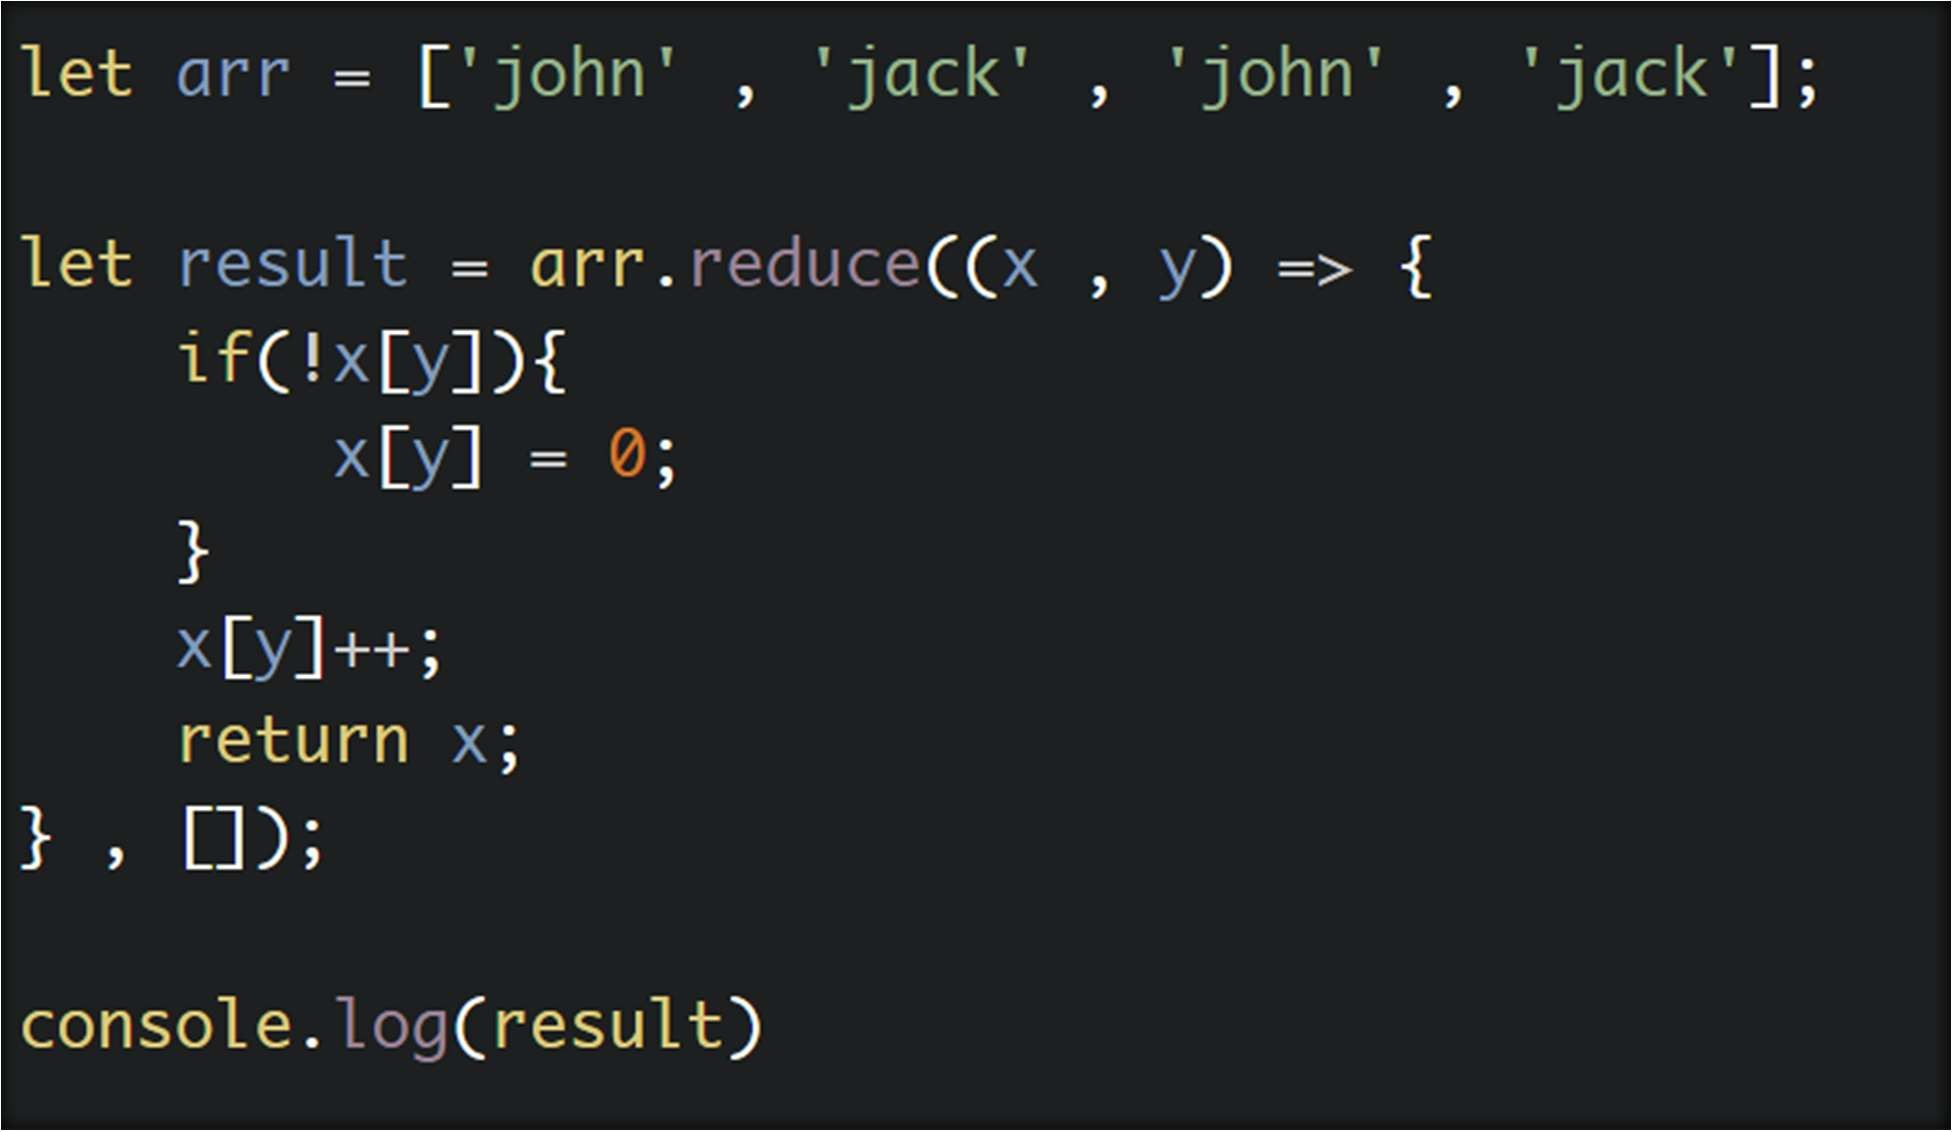 let arr = ['john' , 'jack' , 'john' , 'jack'];
let result = arr.reduce((x , y) => {
    if(!x[y]){
        x[y] = 0;
    }
    x[y]++;
    return x;
} , []);
console.log(result)